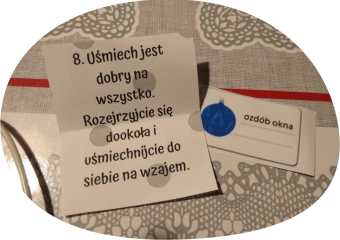 8. Uśmiech jest
dobry na
wszystko.
Rozejrzyjcie się
dookoła i
uśmiechnijcie do
siebie na wzajem.
ozdób okna